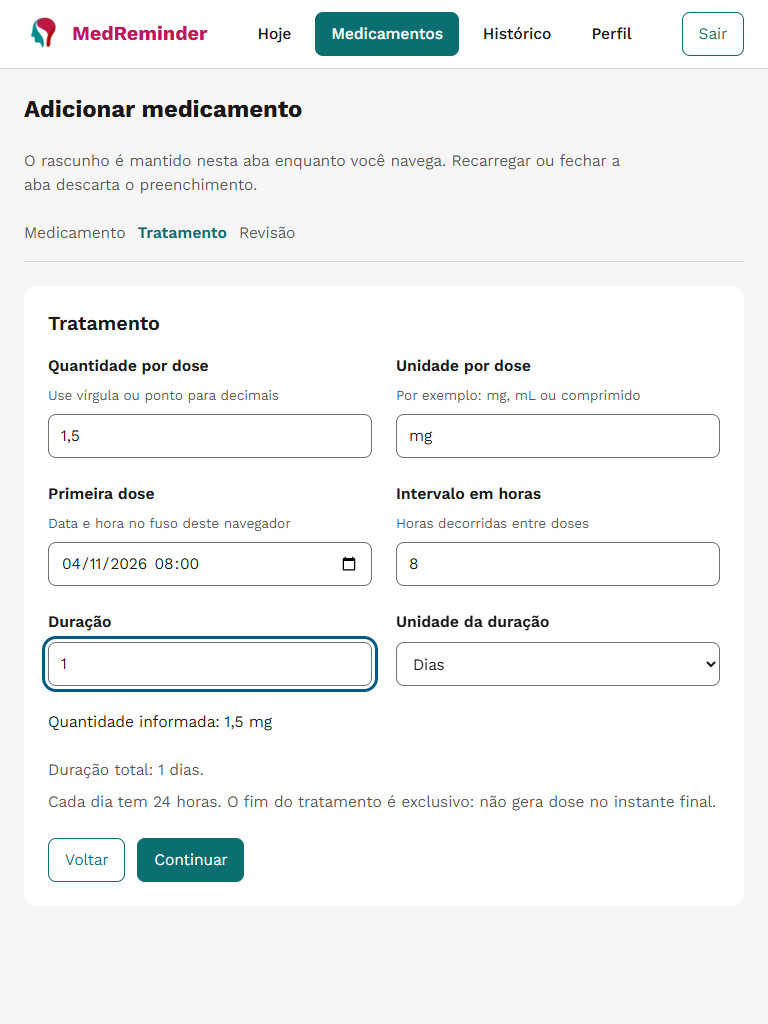 MedReminder
Hoje
Medicamentos
Histórico
Perfil
Sair
Adicionar medicamento
O rascunho é mantido nesta aba enquanto você navega. Recarregar ou fechar a
aba descarta o preenchimento.
Medicamento Tratamento Revisão
Tratamento
Quantidade por dose
Use vírgula ou ponto para decimais
1,5
Unidade por dose
Por exemplo: mg, mL ou comprimido
mg
Primeira dose
Data e hora no fuso deste navegador
04/11/2026 08:00
Intervalo em horas
Horas decorridas entre doses
8
Duração
1
Unidade da duração
Dias
Quantidade informada: 1,5 mg
Duração total: 1 dias.
Cada dia tem 24 horas. O fim do tratamento é exclusivo: não gera dose no instante final.
Voltar
Continuar